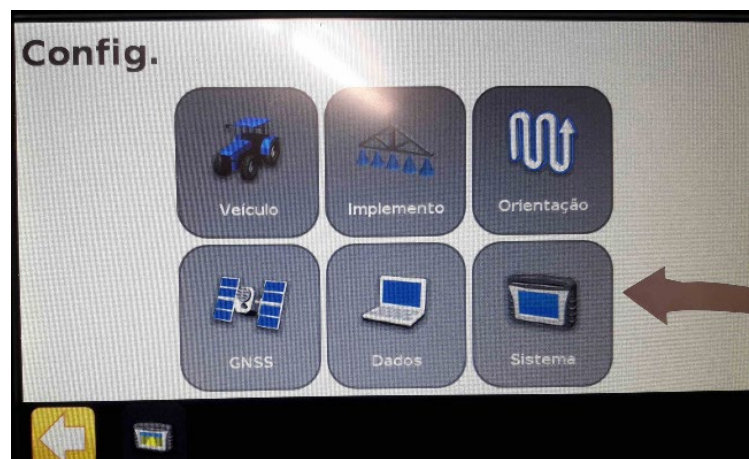 Config.
Veículo
Implemento
Orientação
GNSS
Dados
Sistema